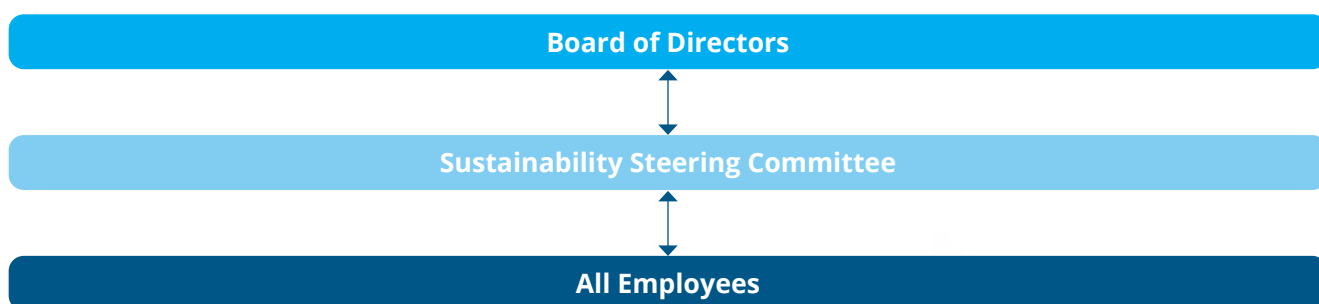 Board of Directors
Sustainability Steering Committee
All Employees